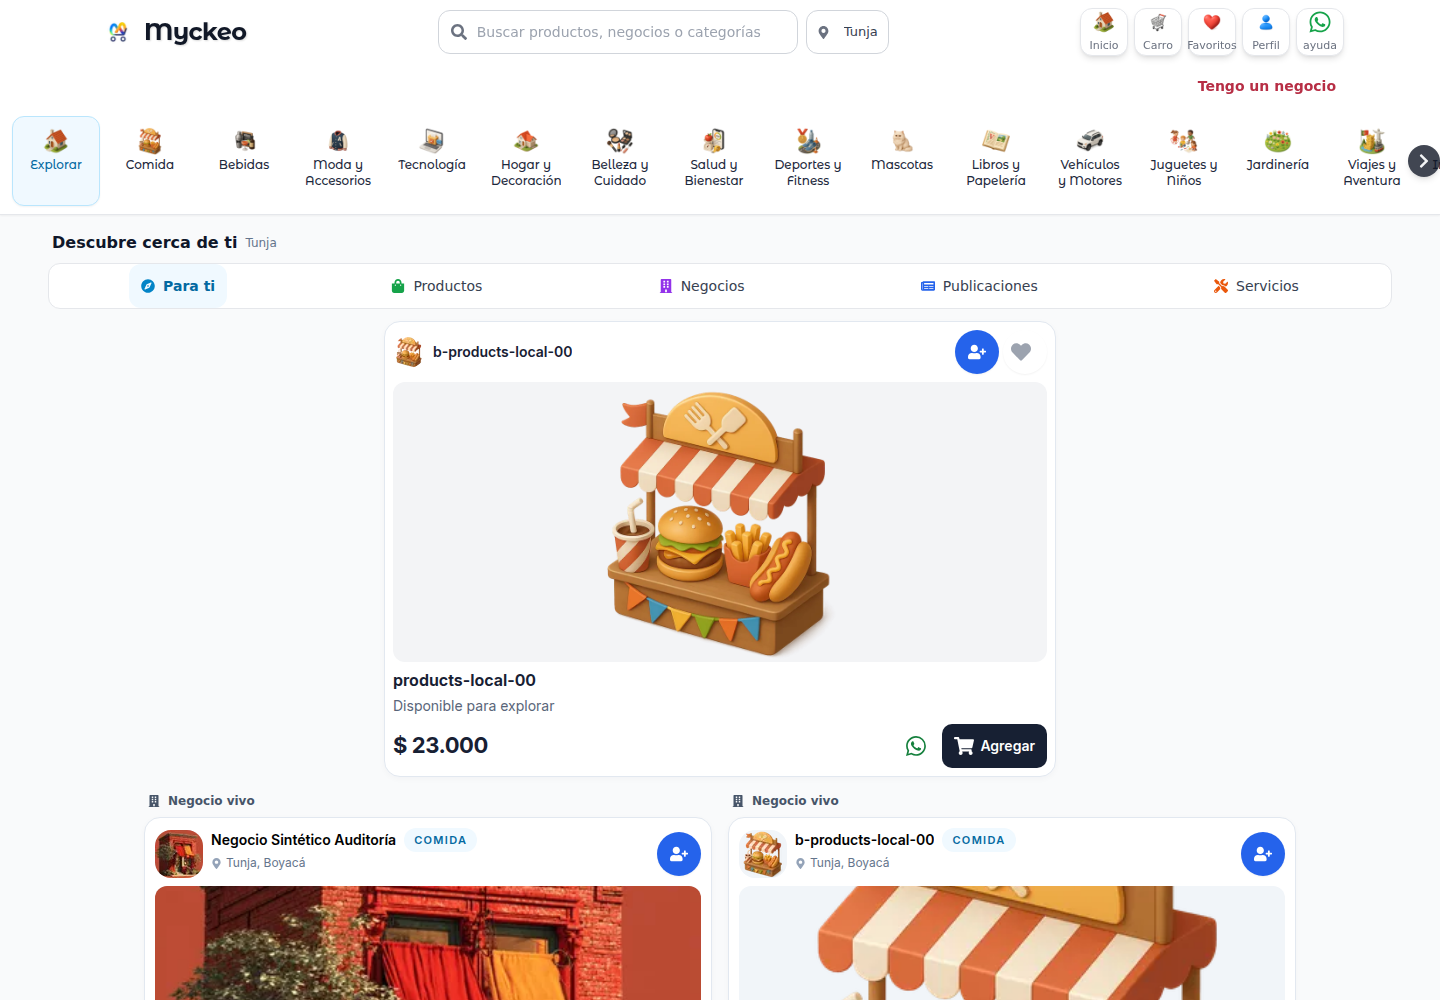 Myckeo
Buscar productos, negocios o categorías
Tunja
Inicio
Carro
Favoritos
Perfil
ayuda
Tengo un negocio
Explorar
Comida
Bebidas
Moda y
Accesorios
Tecnología
Hogar y
Decoración
Belleza y
Cuidado
Salud y
Bienestar
Deportes y
Fitness
Mascotas
Libros y
Papelería
Vehículos
y Motores
Juguetes y
Niños
Jardinería
Viajes y
Aventura
Descubre cerca de ti Tunja
Para ti
Productos
Negocios
Publicaciones
Servicios
b-products-local-00
products-local-00
Disponible para explorar
$ 23.000
Agregar
Negocio vivo
Negocio Sintético Auditoría COMIDA
Tunja, Boyacá
Negocio vivo
b-products-local-00 COMIDA
Tunja, Boyacá